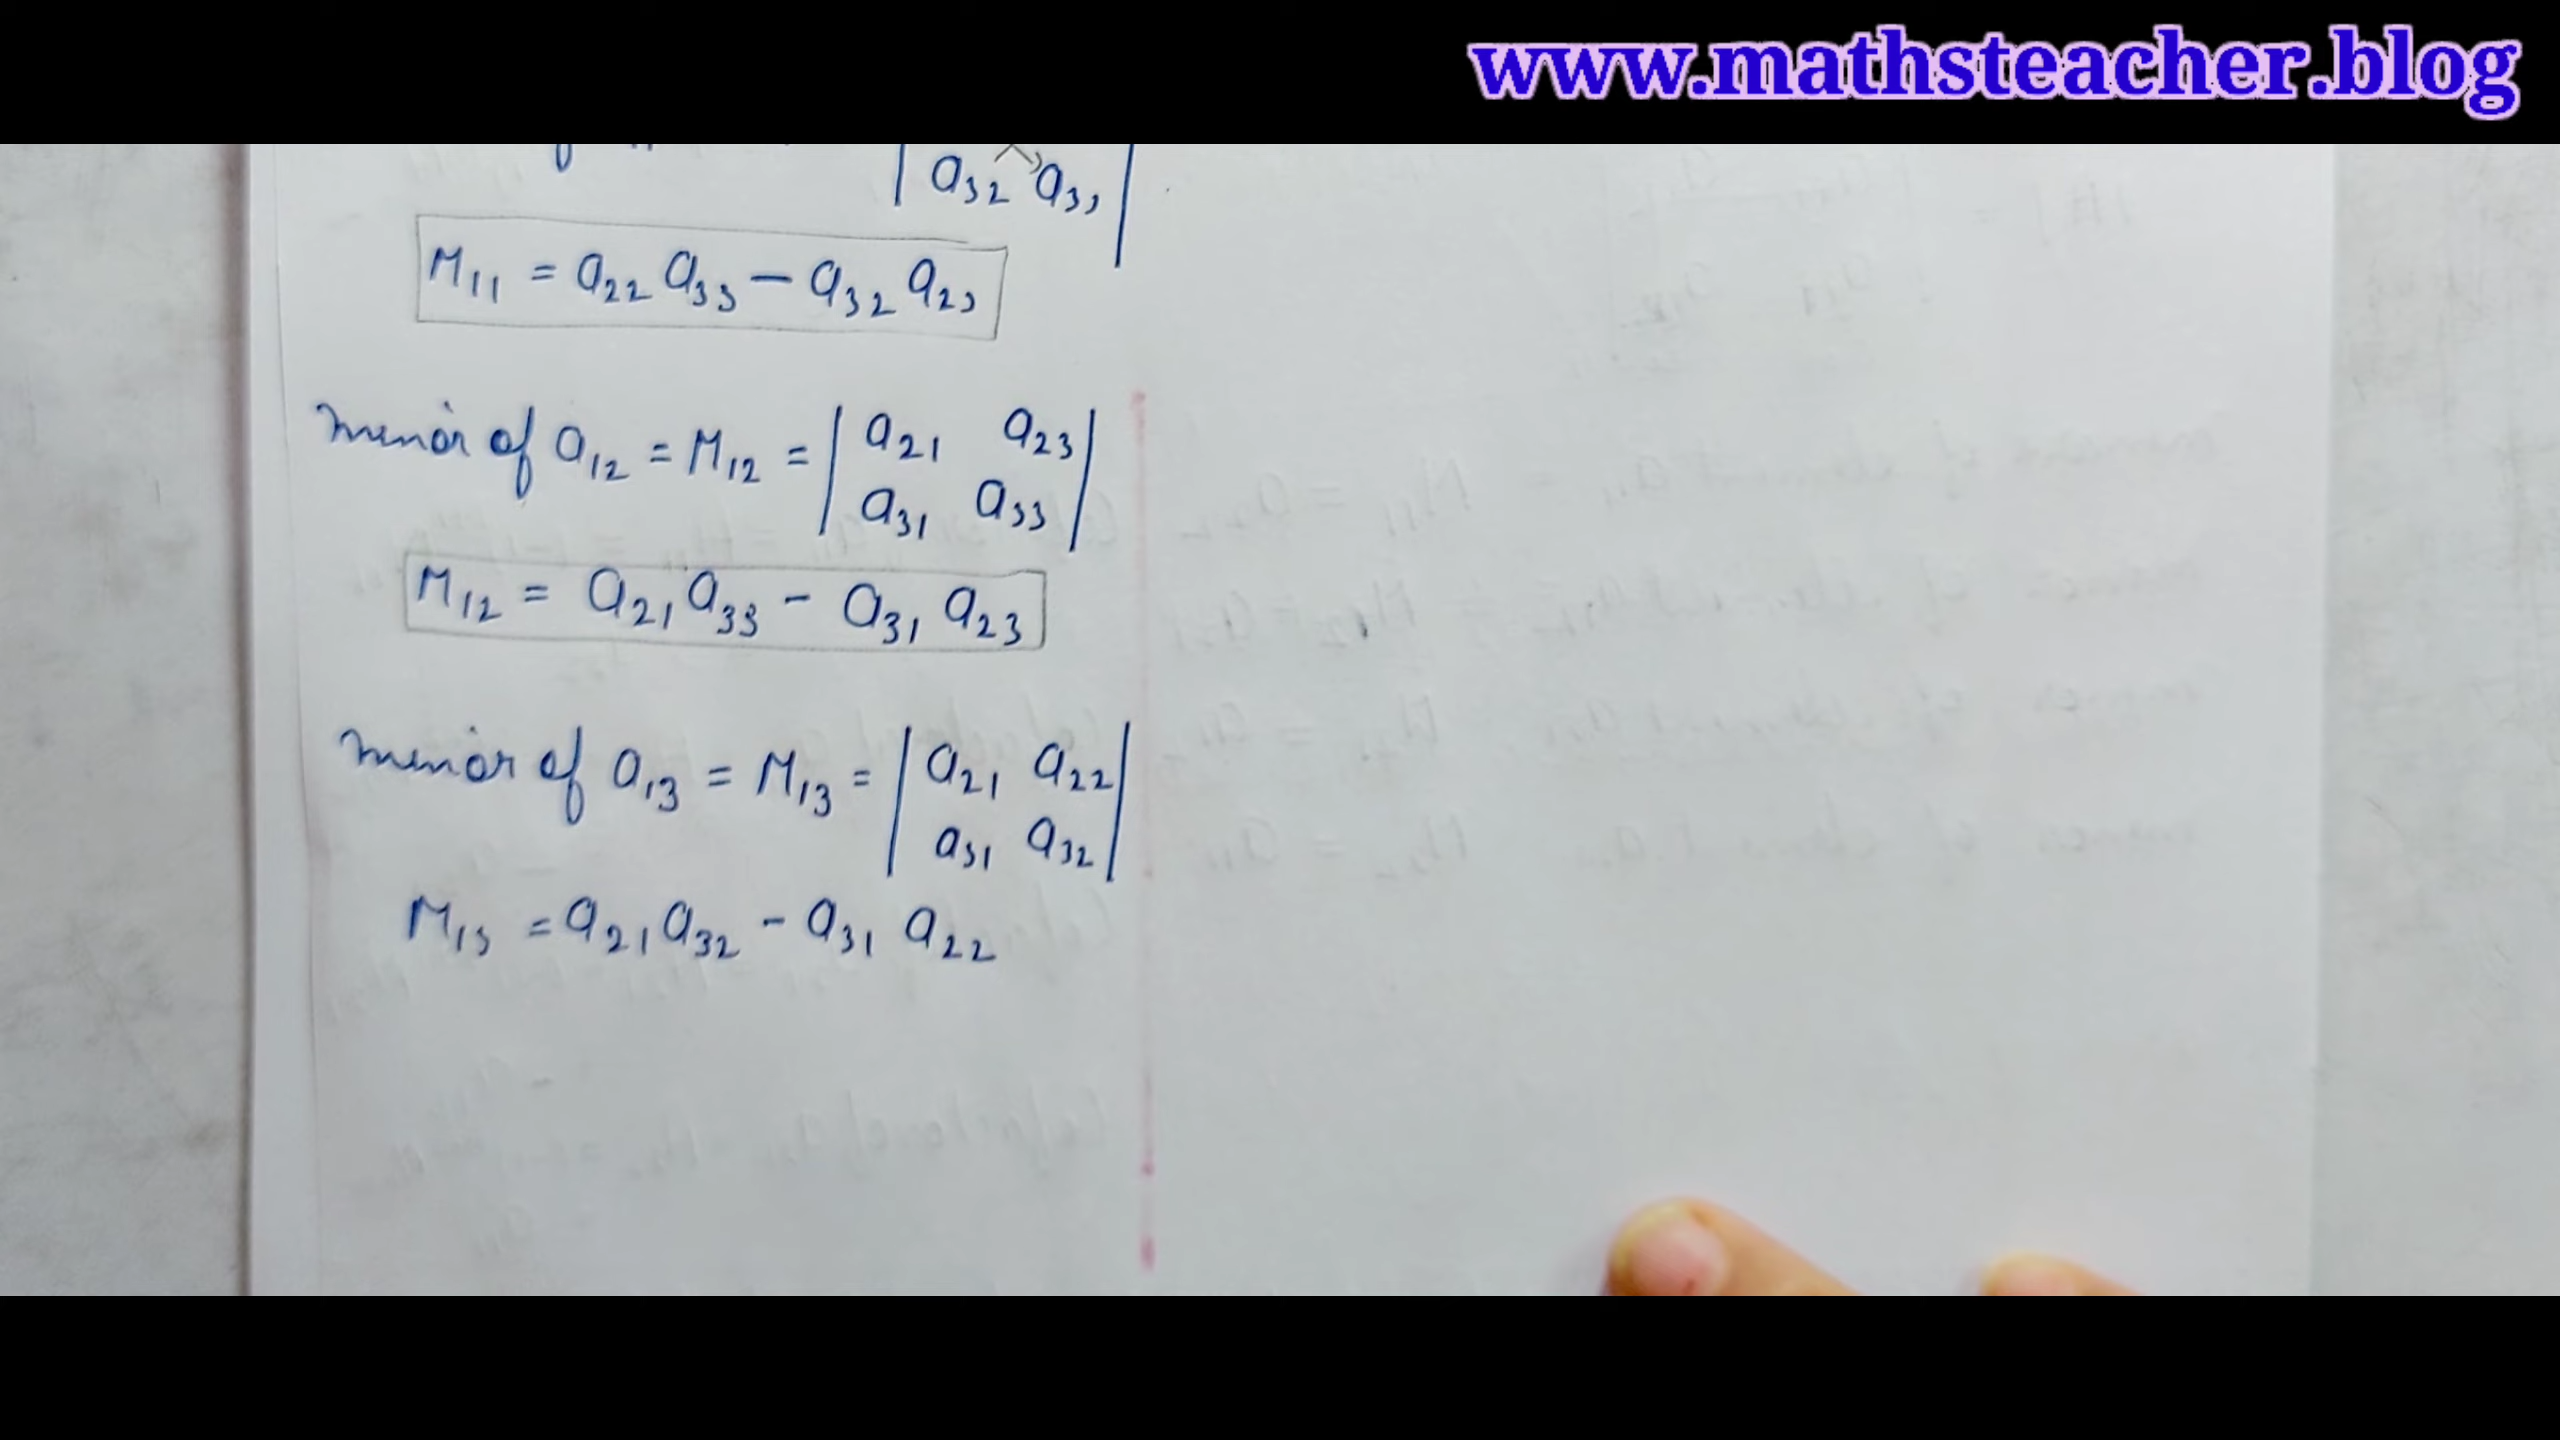 www.mathsteacher.blog
a32 a33
M11 = a22 a33 - a32 a23
minor of a12 = M12 = | a21 a23 |
| a31 a33 |
M12 = a21 a33 - a31 a23
minor of a13 = M13 = | a21 a22 |
| a31 a32 |
M13 = a21 a32 - a31 a22